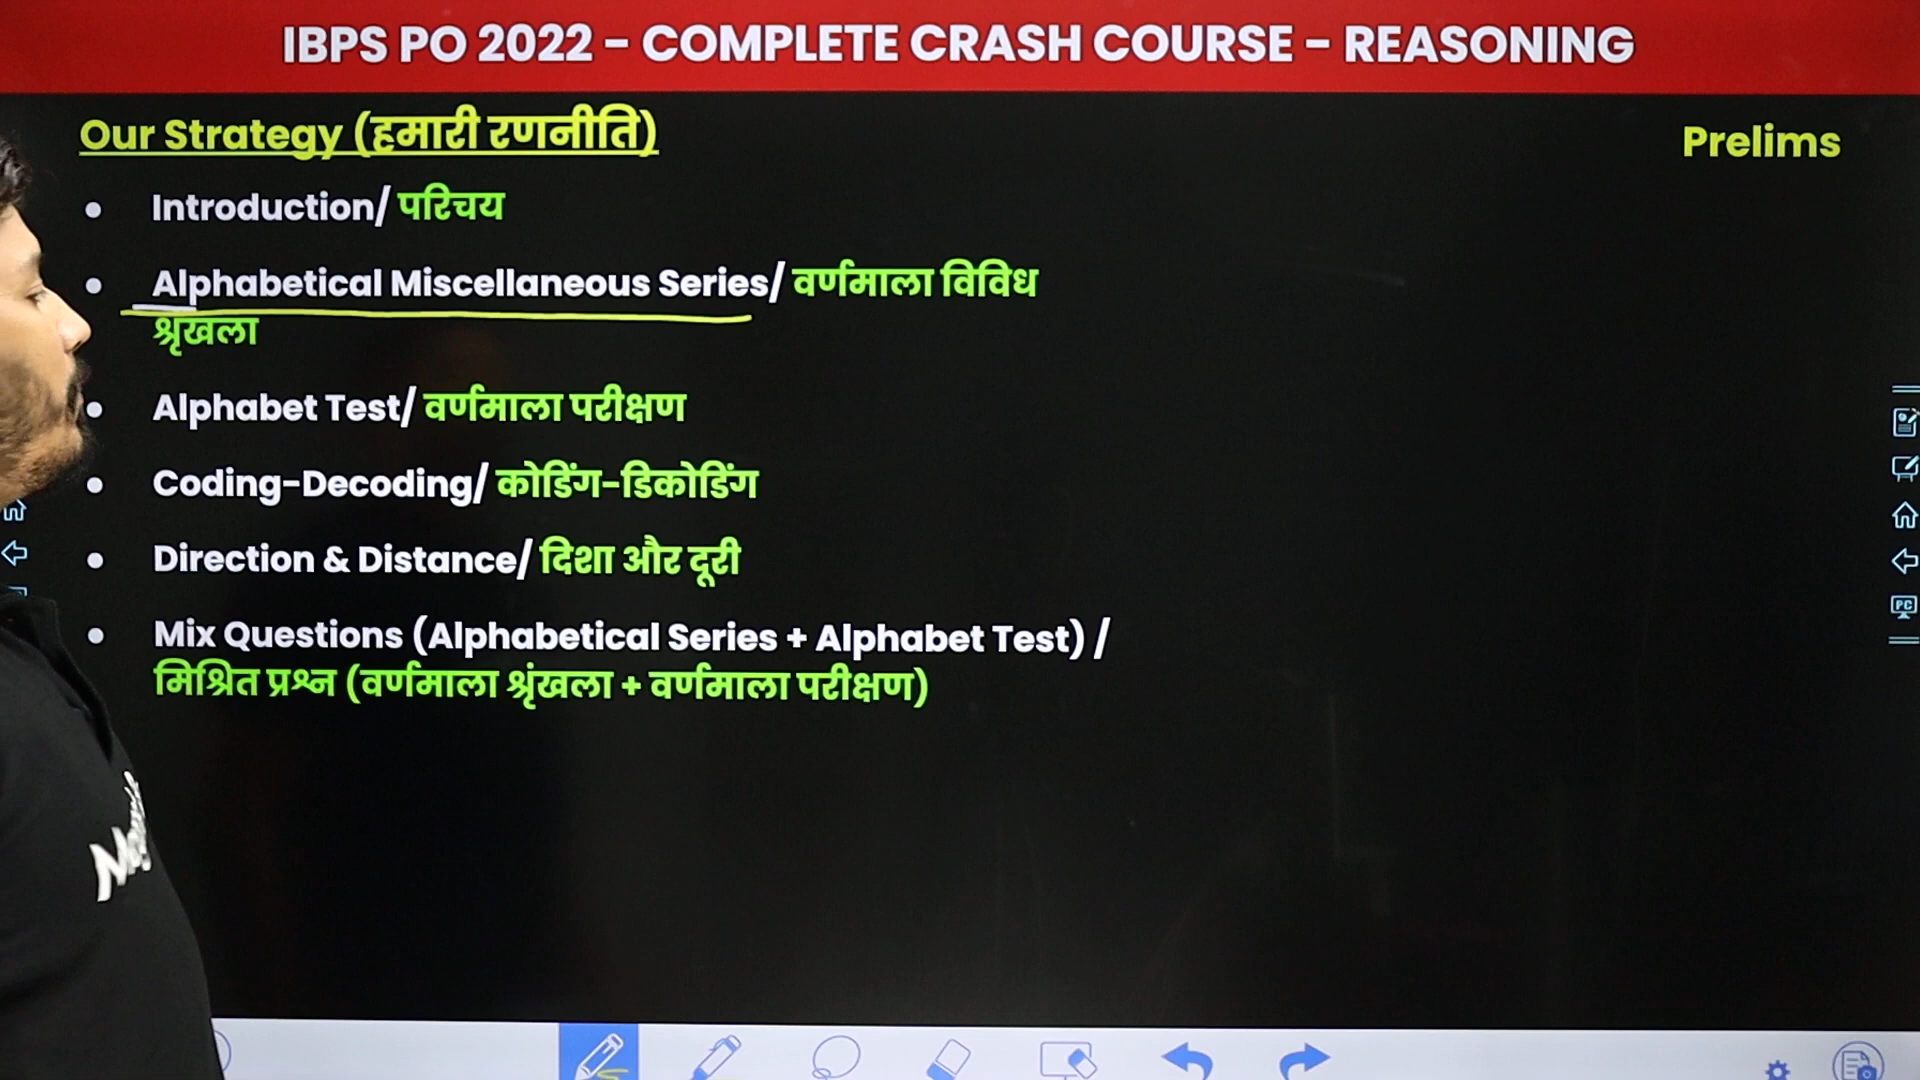 IBPS PO 2022 - COMPLETE CRASH COURSE - REASONING
Our Strategy (हमारी रणनीति)
Prelims
• Introduction/ परिचय
• Alphabetical Miscellaneous Series/ वर्णमाला विविध
श्रृखला
• Alphabet Test/ वर्णमाला परीक्षण
• Coding-Decoding/ कोडिंग-डिकोडिंग
• Direction & Distance/ दिशा और दूरी
• Mix Questions (Alphabetical Series + Alphabet Test) /
मिश्रित प्रश्न (वर्णमाला श्रृंखला + वर्णमाला परीक्षण)
PC